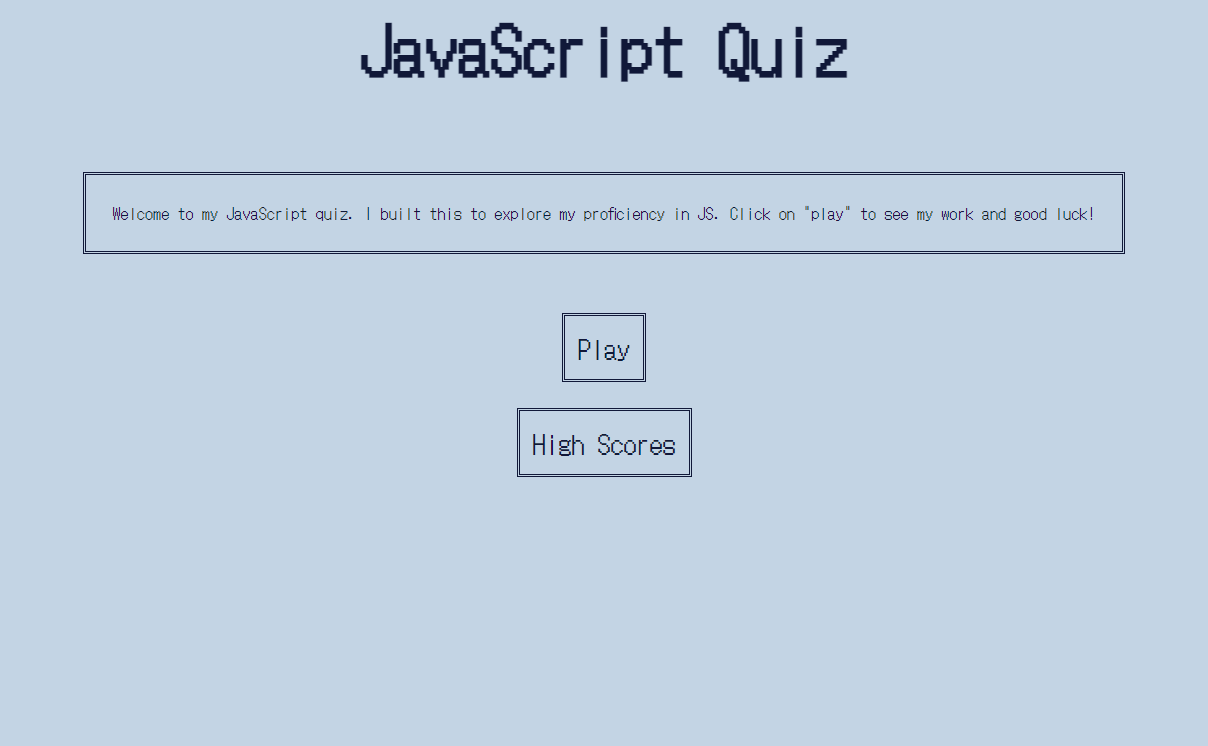 JavaScript Quiz
Welcome to my JavaScript quiz. I built this to explore my proficiency in JS. Click on "play" to see my work and good luck!
Play
High Scores